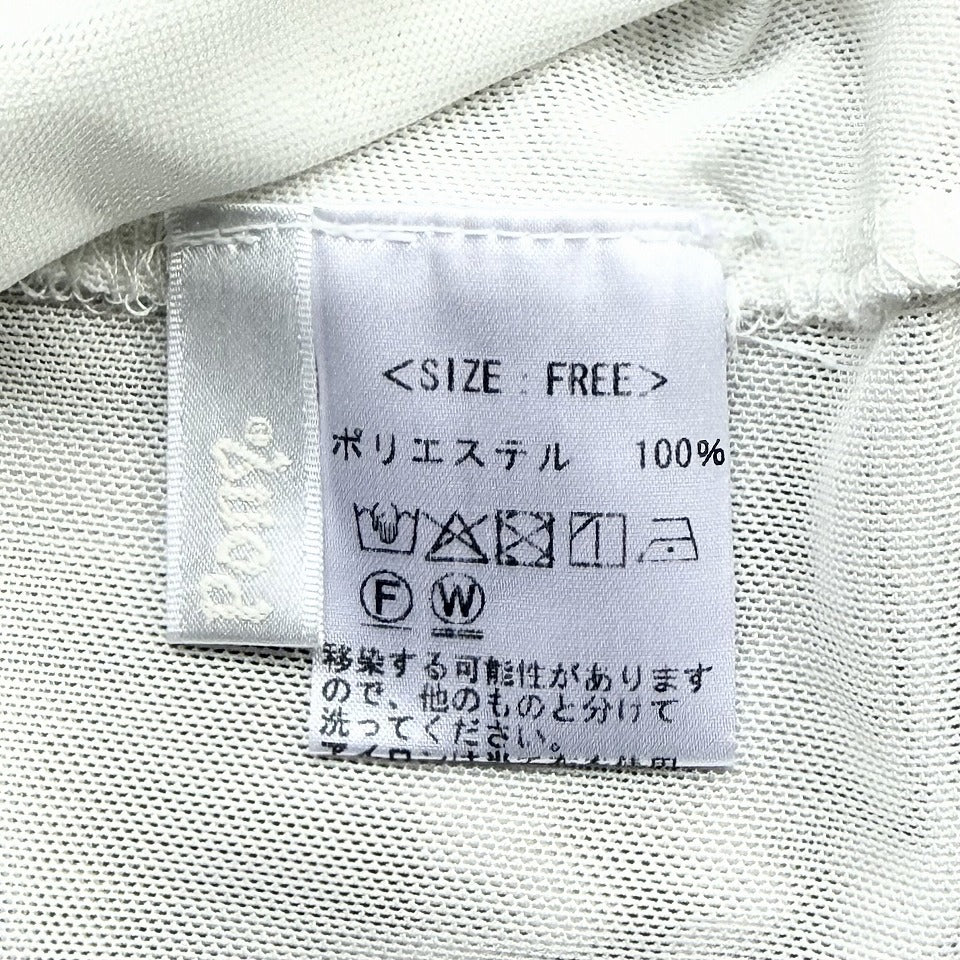 <SIZE : FREE>
ポリエステル 100%
F W
移染する可能性があります
ので、他のものと分けて
洗ってください。